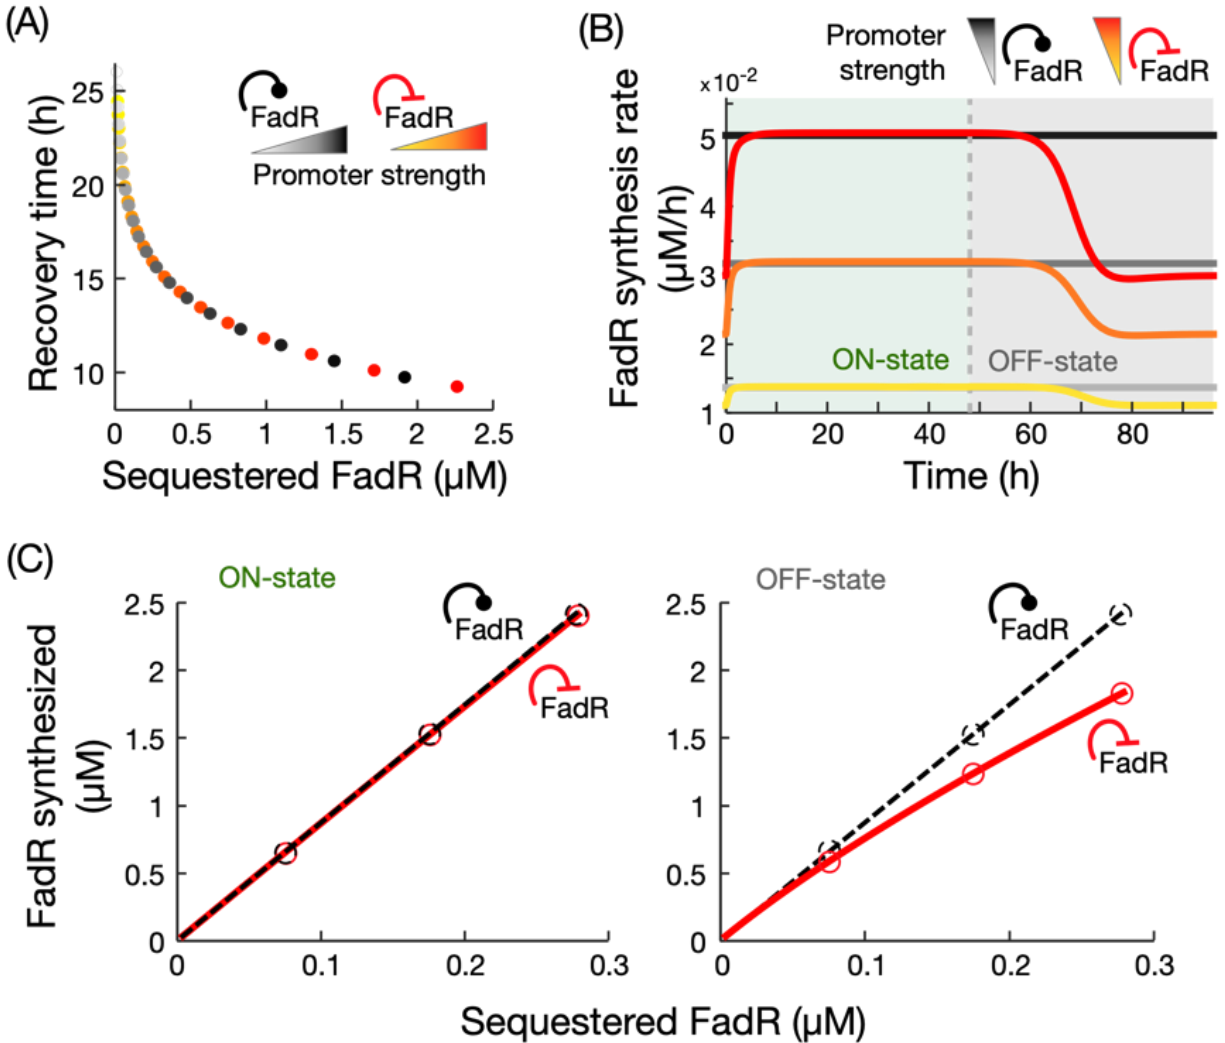 (A)
Recovery time (h)
25
20
15
10
0
0.5
1
1.5
2
2.5
Sequestered FadR (μM)
FadR
FadR
Promoter strength
(B)
Promoter
strength
FadR
FadR
x10⁻²
FadR synthesis rate
(μM/h)
5
4
3
2
1
ON-state
OFF-state
0
20
40
60
80
Time (h)
(C)
ON-state
FadR synthesized
(μM)
2.5
2
1.5
1
0.5
0
0
0.1
0.2
0.3
FadR
FadR
OFF-state
2.5
2
1.5
1
0.5
0
0
0.1
0.2
0.3
FadR
FadR
Sequestered FadR (μM)